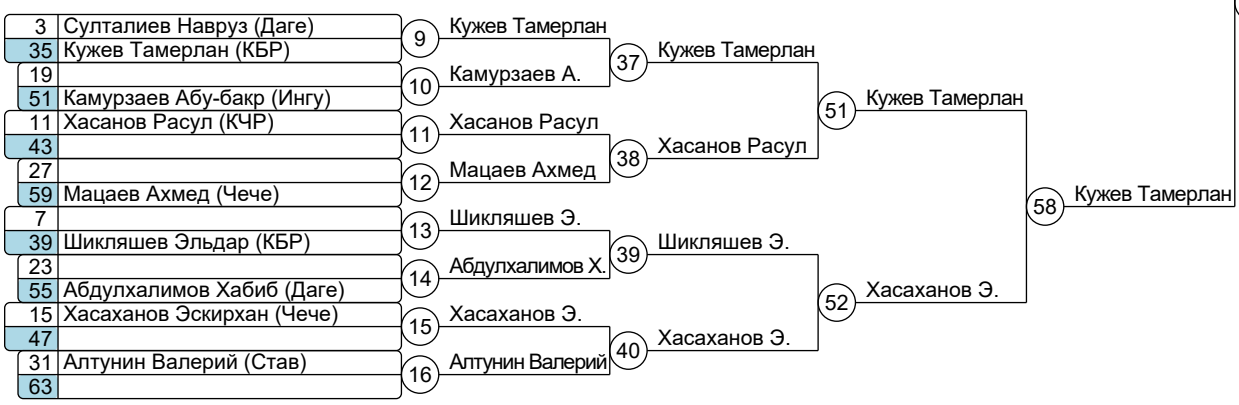 3 Султалиев Навруз (Даге)
35 Кужев Тамерлан (КБР)
19
51 Камурзаев Абу-бакр (Ингу)
11 Хасанов Расул (КЧР)
43
27
59 Мацаев Ахмед (Чече)
7
39 Шикляшев Эльдар (КБР)
23
55 Абдулхалимов Хабиб (Даге)
15 Хасаханов Эскирхан (Чече)
47
31 Алтунин Валерий (Став)
63
9 Кужев Тамерлан
10 Камурзаев А.
11 Хасанов Расул
12 Мацаев Ахмед
13 Шикляшев Э.
14 Абдулхалимов Х.
15 Хасаханов Э.
16 Алтунин Валерий
37 Кужев Тамерлан
38 Хасанов Расул
39 Шикляшев Э.
40 Хасаханов Э.
51 Кужев Тамерлан
52 Хасаханов Э.
58 Кужев Тамерлан